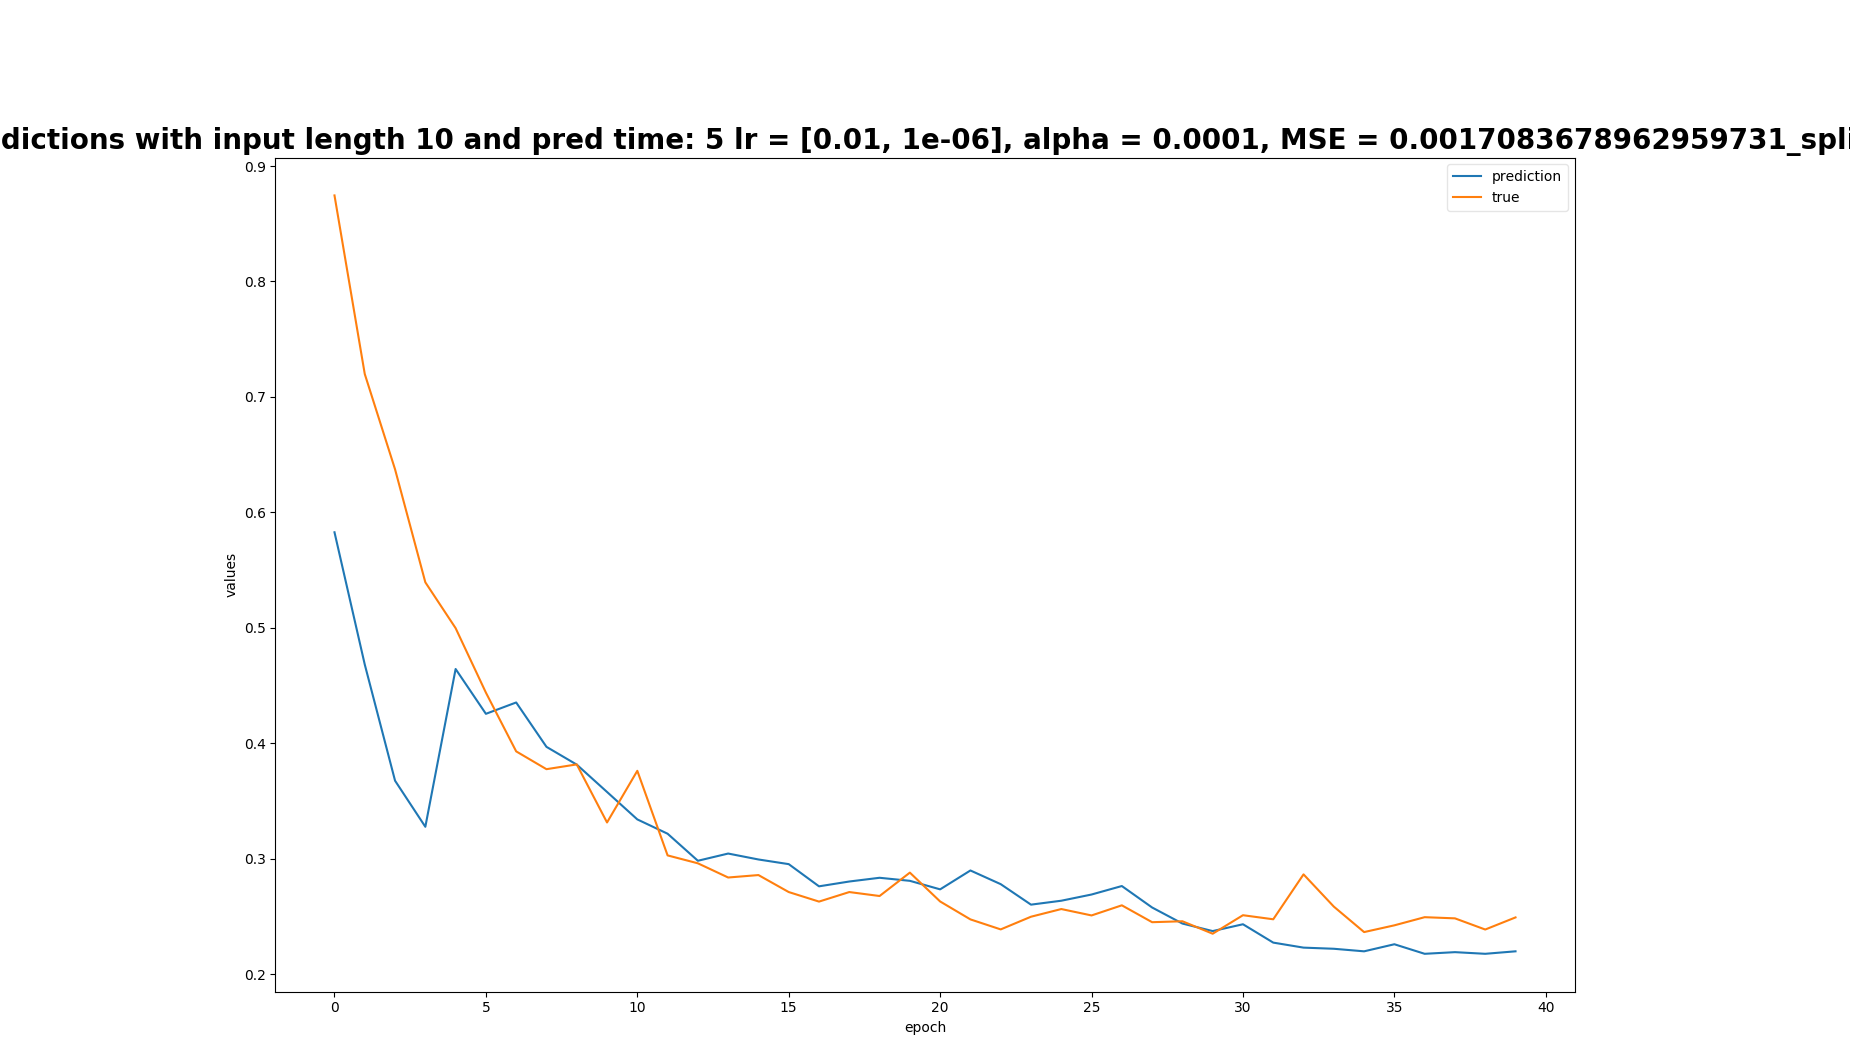 dictions with input length 10 and pred time: 5 lr = [0.01, 1e-06], alpha = 0.0001, MSE = 0.0017083678962959731_spli
prediction
true
0.9
0.8
0.7
0.6
0.5
0.4
0.3
0.2
values
0 5 10 15 20 25 30 35 40
epoch